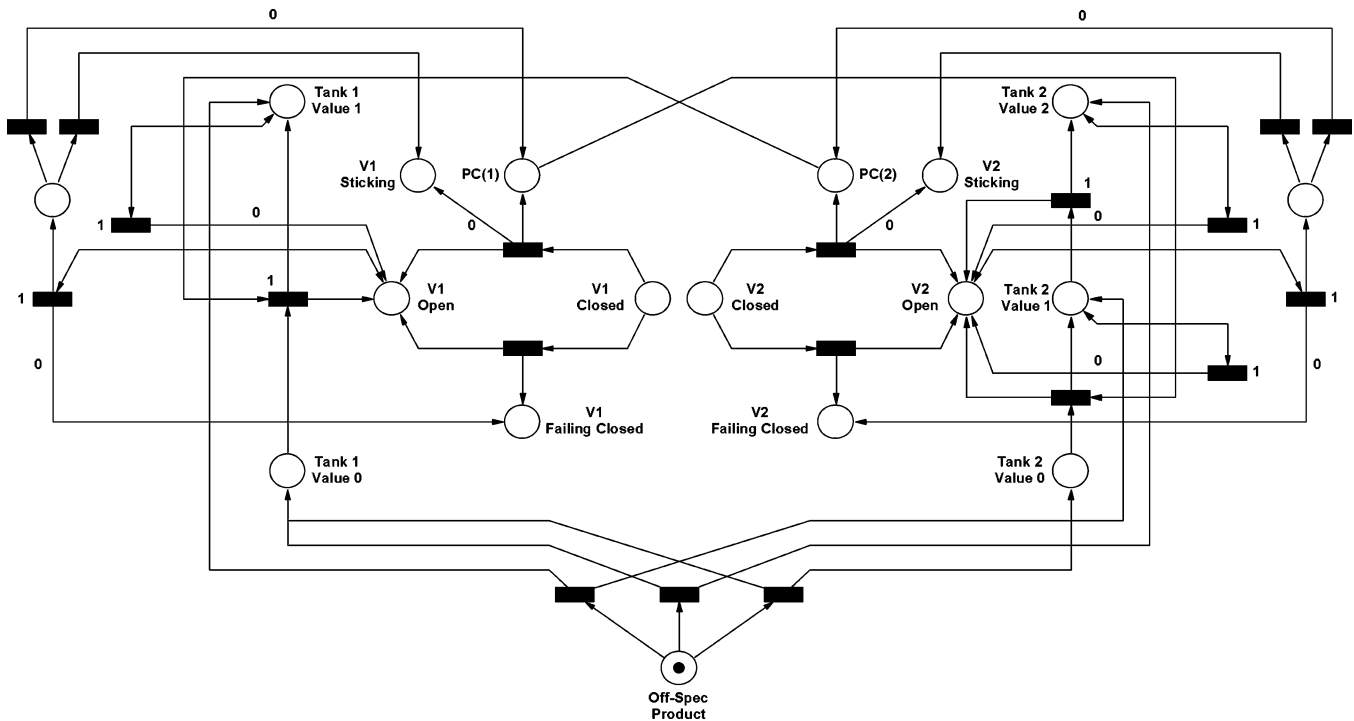 0
0
Tank 1
Value 1
Tank 2
Value 2
V1
Sticking
PC(1)
PC(2)
V2
Sticking
1
1
0
0
0
0
1
1
1
V1
Open
V1
Closed
V2
Closed
V2
Open
Tank 2
Value 1
1
1
0
0
0
1
V1
Failing Closed
V2
Failing Closed
Tank 1
Value 0
Tank 2
Value 0
Off-Spec
Product